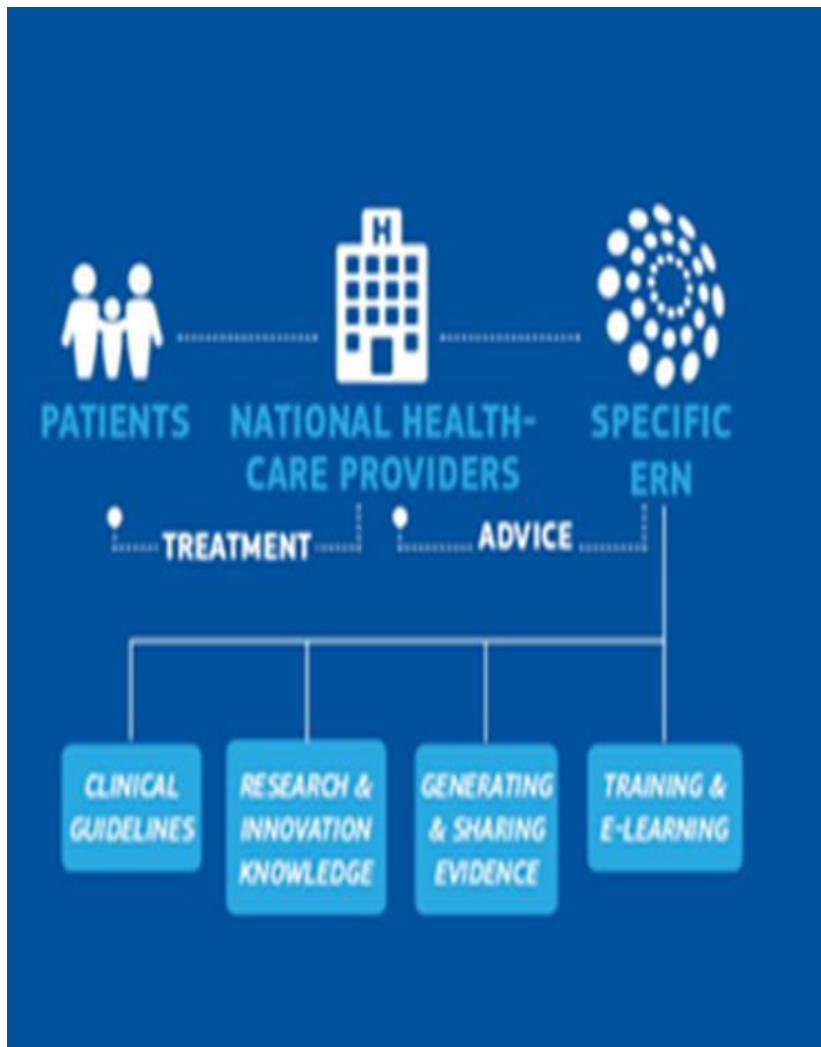 H
PATIENTS
NATIONAL HEALTH-
CARE PROVIDERS
SPECIFIC
ERN
TREATMENT
ADVICE
CLINICAL
GUIDELINES
RESEARCH &
INNOVATION
KNOWLEDGE
GENERATING
& SHARING
EVIDENCE
TRAINING &
E-LEARNING